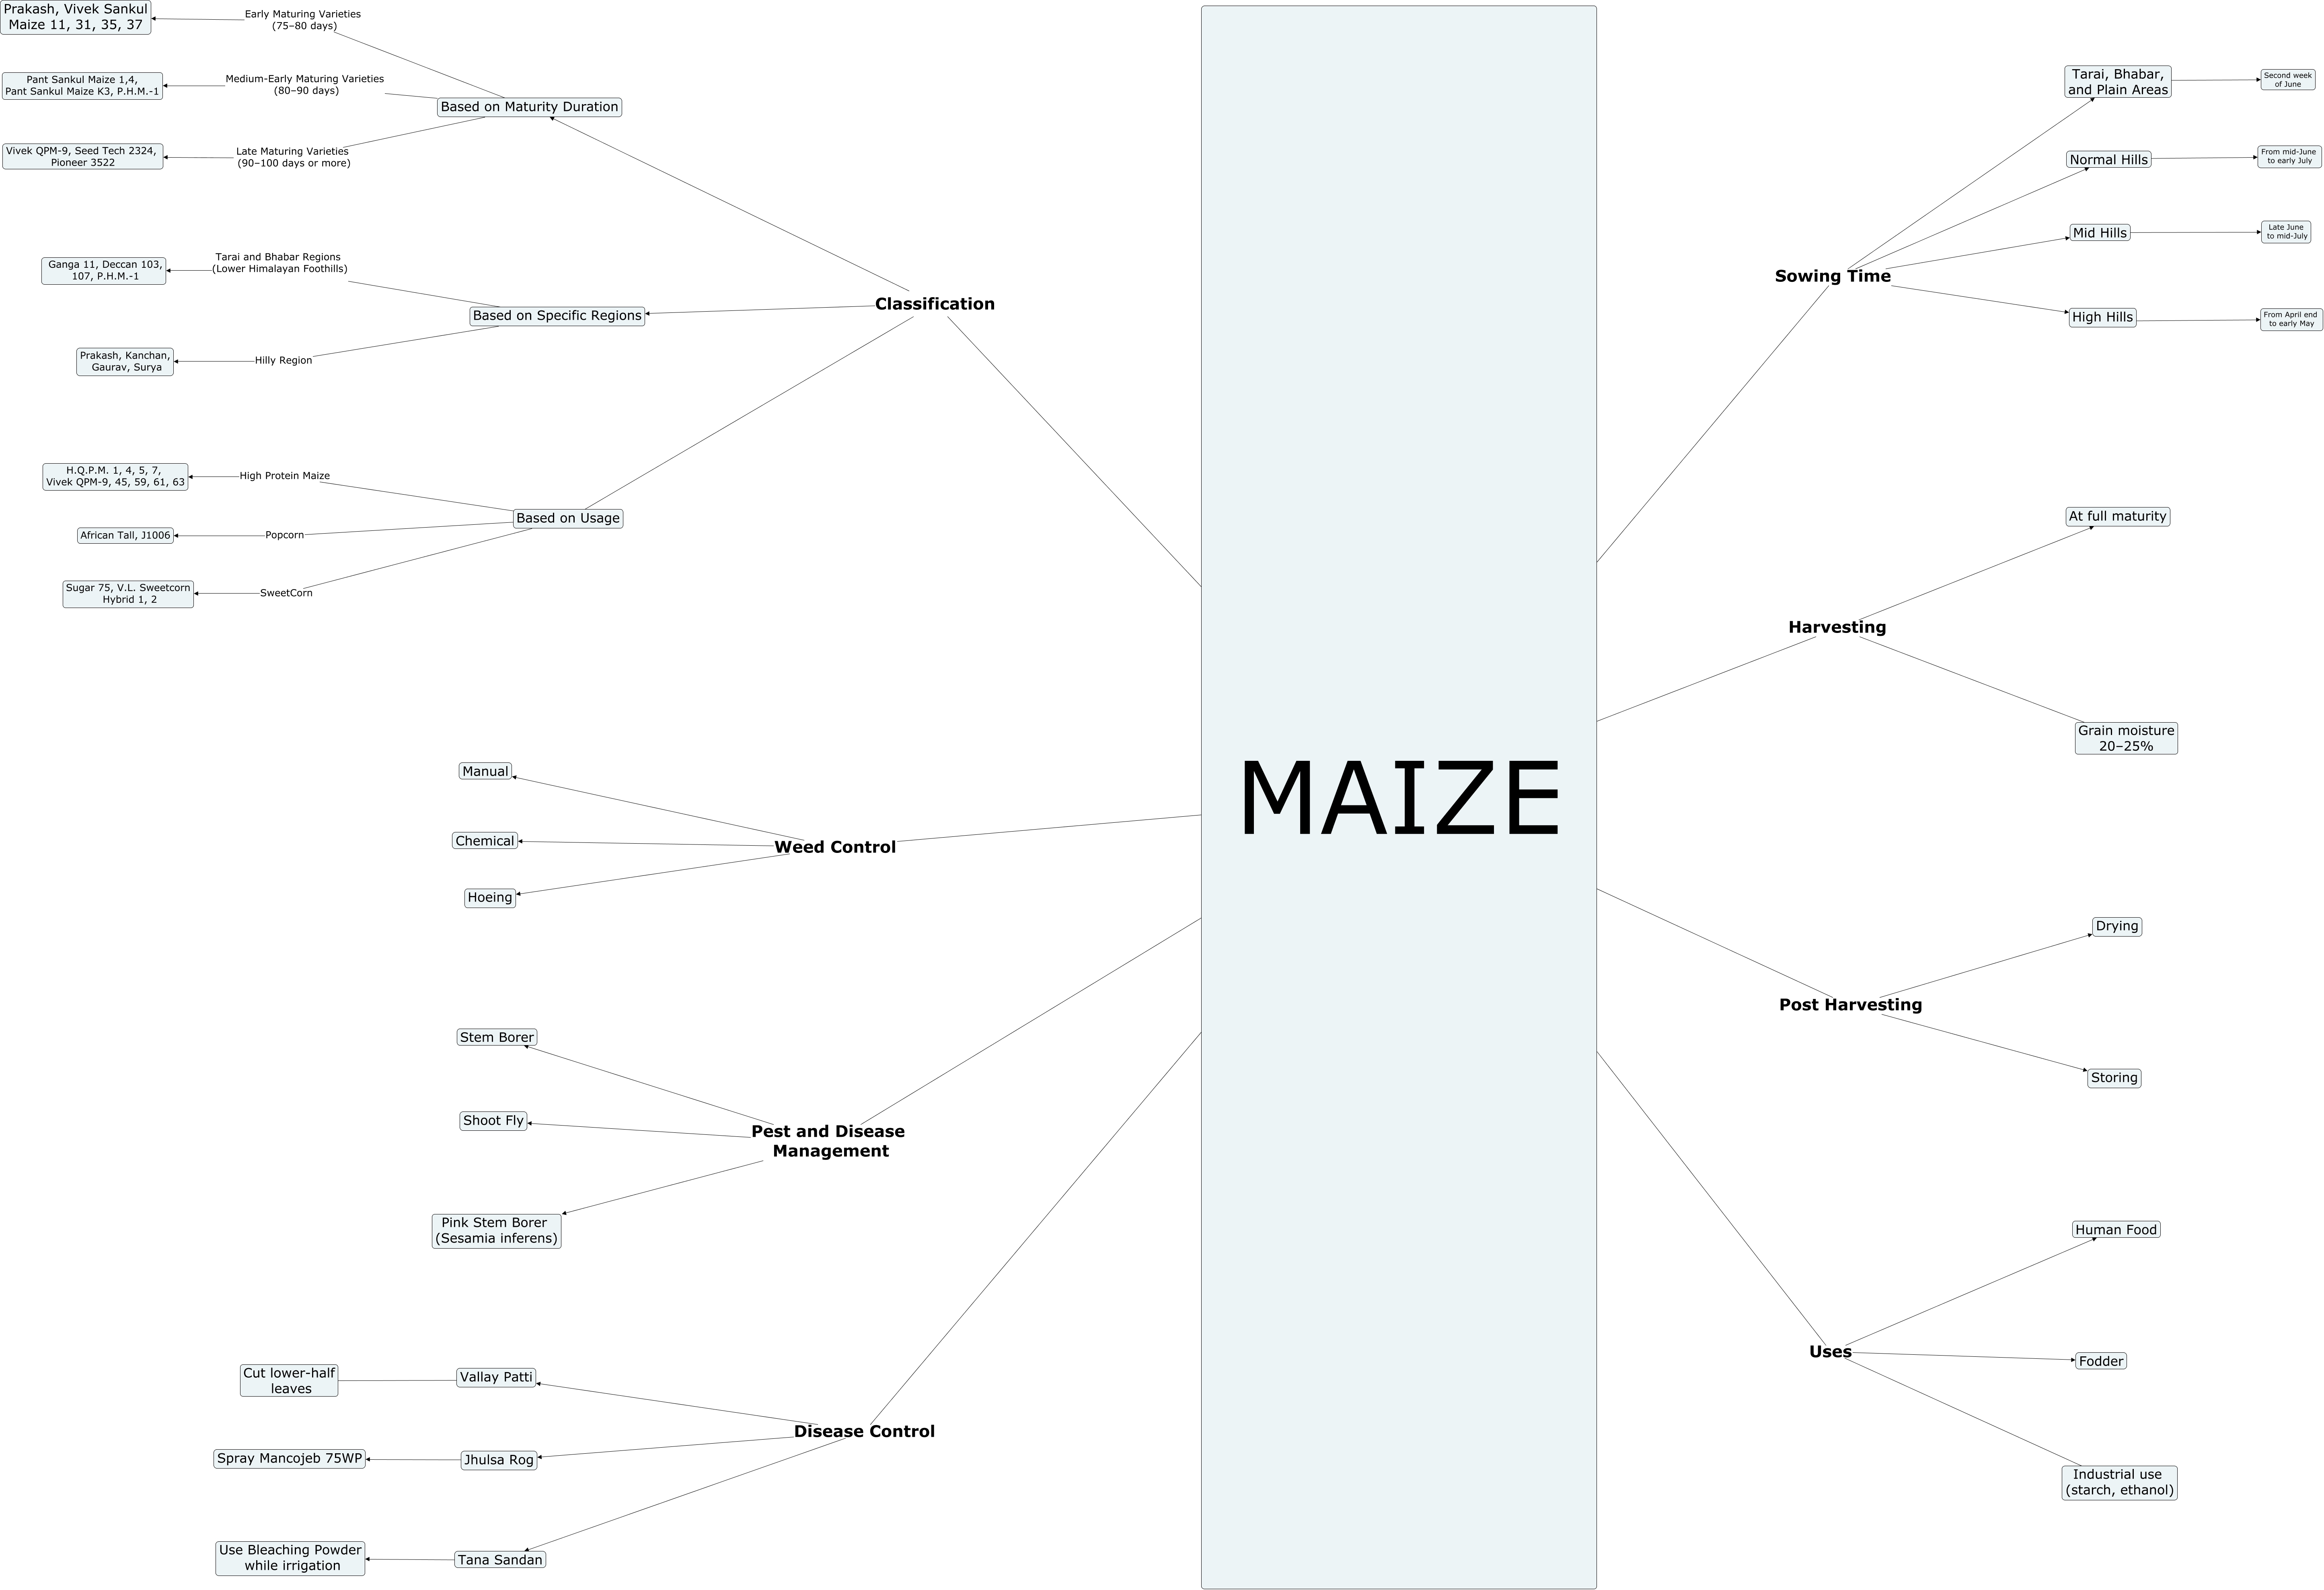 MAIZE
Classification
Based on Maturity Duration
Early Maturing Varieties
(75–80 days)
Prakash, Vivek Sankul
Maize 11, 31, 35, 37
Medium-Early Maturing Varieties
(80–90 days)
Pant Sankul Maize 1,4,
Pant Sankul Maize K3, P.H.M.-1
Late Maturing Varieties
(90–100 days or more)
Vivek QPM-9, Seed Tech 2324,
Pioneer 3522
Based on Specific Regions
Tarai and Bhabar Regions
(Lower Himalayan Foothills)
Ganga 11, Deccan 103,
107, P.H.M.-1
Hilly Region
Prakash, Kanchan,
Gaurav, Surya
Based on Usage
High Protein Maize
H.Q.P.M. 1, 4, 5, 7,
Vivek QPM-9, 45, 59, 61, 63
Popcorn
African Tall, J1006
SweetCorn
Sugar 75, V.L. Sweetcorn
Hybrid 1, 2
Weed Control
Manual
Chemical
Hoeing
Pest and Disease
Management
Stem Borer
Shoot Fly
Pink Stem Borer
(Sesamia inferens)
Disease Control
Vallay Patti
Cut lower-half
leaves
Jhulsa Rog
Spray Mancojeb 75WP
Tana Sandan
Use Bleaching Powder
while irrigation
Sowing Time
Tarai, Bhabar,
and Plain Areas
Second week
of June
Normal Hills
From mid-June
to early July
Mid Hills
Late June
to mid-July
High Hills
From April end
to early May
Harvesting
At full maturity
Grain moisture
20–25%
Post Harvesting
Drying
Storing
Uses
Human Food
Fodder
Industrial use
(starch, ethanol)